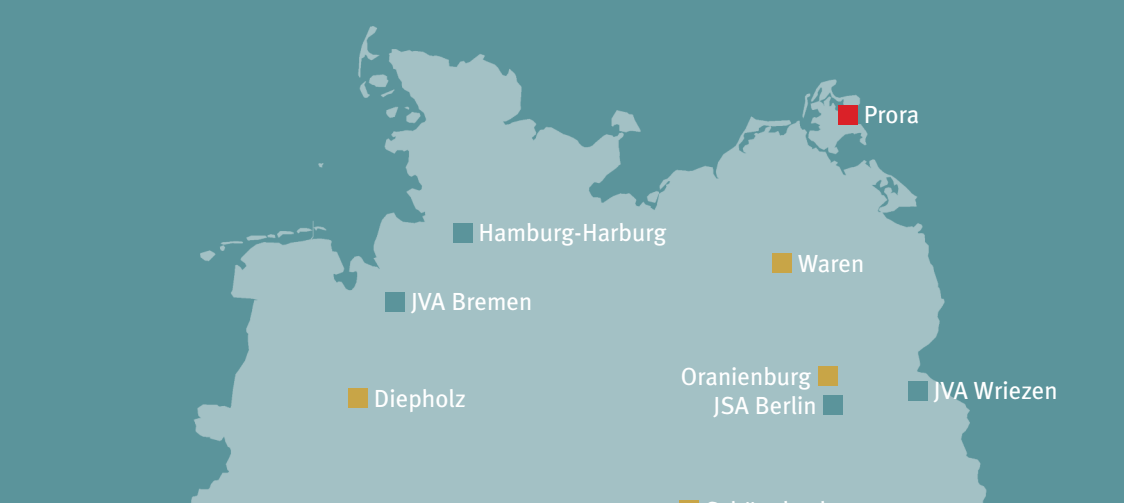 Prora
Hamburg-Harburg
Waren
JVA Bremen
Oranienburg
JVA Wriezen
Diepholz
JSA Berlin